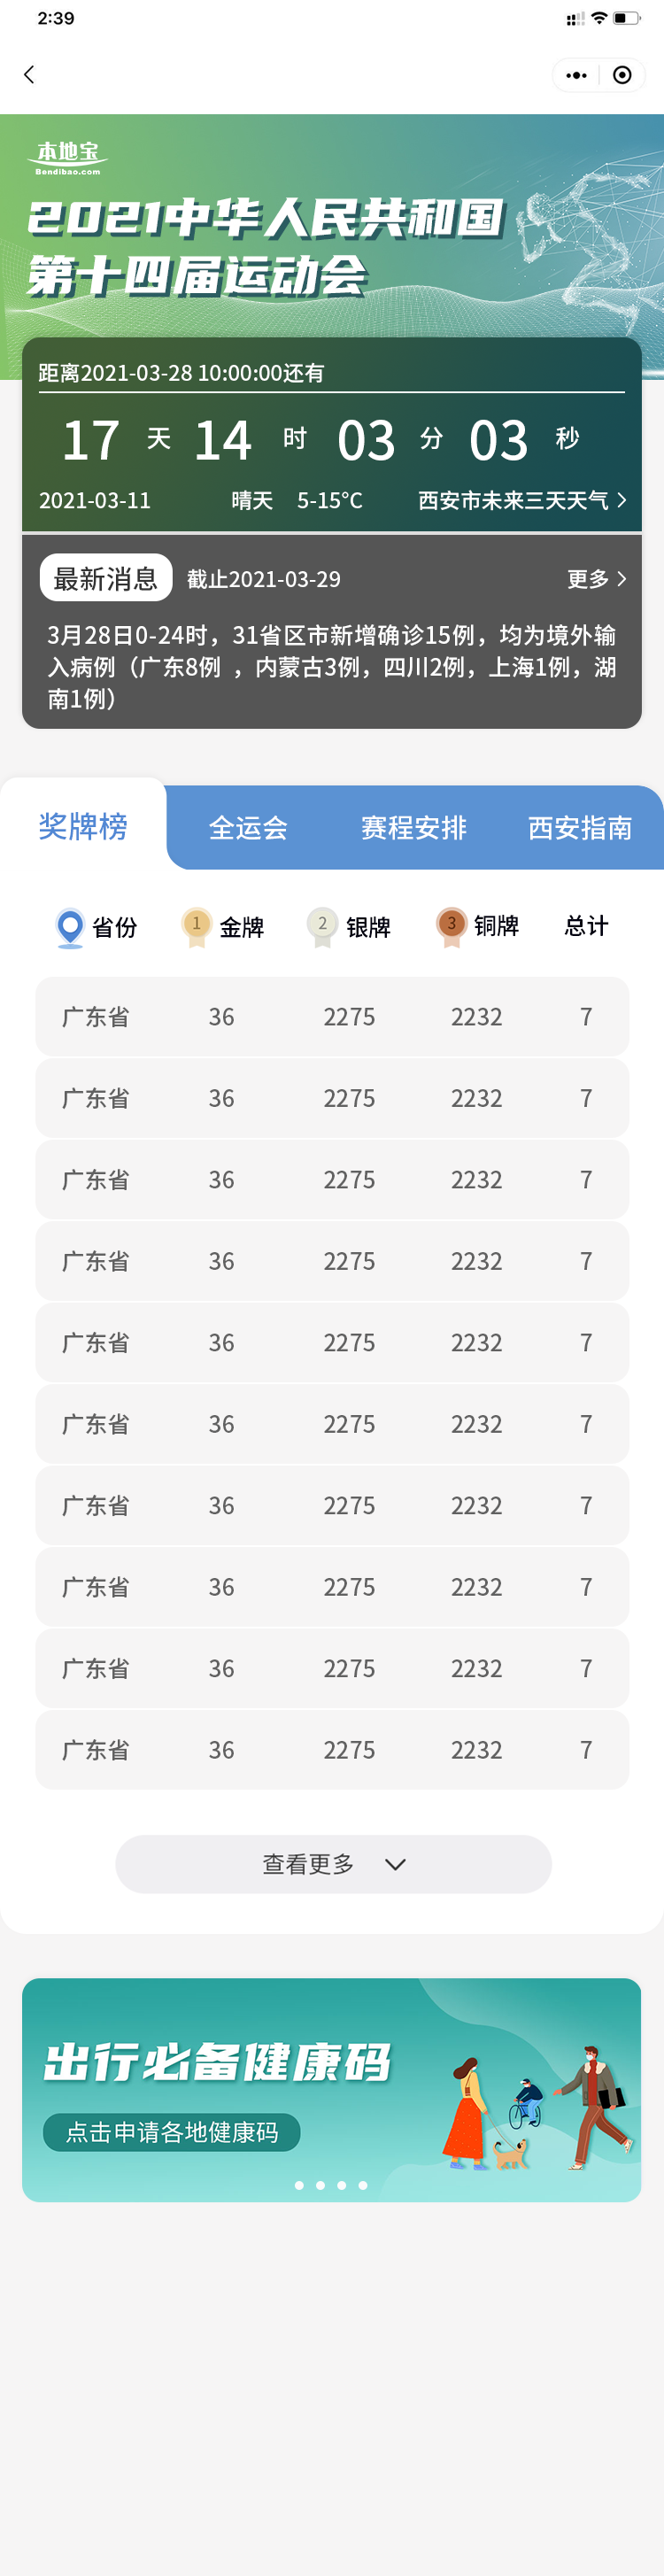 2:39
本地宝
Bendibao.com
2021中华人民共和国
第十四届运动会
距离2021-03-28 10:00:00还有
17 天 14 时 03 分 03 秒
2021-03-11 晴天 5-15°C 西安市未来三天天气
最新消息 截止2021-03-29 更多
3月28日0-24时，31省区市新增确诊15例，均为境外输
入病例（广东8例 ，内蒙古3例，四川2例，上海1例，湖
南1例）
奖牌榜 全运会 赛程安排 西安指南
省份 1 金牌 2 银牌 3 铜牌 总计
广东省 36 2275 2232 7
广东省 36 2275 2232 7
广东省 36 2275 2232 7
广东省 36 2275 2232 7
广东省 36 2275 2232 7
广东省 36 2275 2232 7
广东省 36 2275 2232 7
广东省 36 2275 2232 7
广东省 36 2275 2232 7
广东省 36 2275 2232 7
查看更多
出行必备健康码
点击申请各地健康码